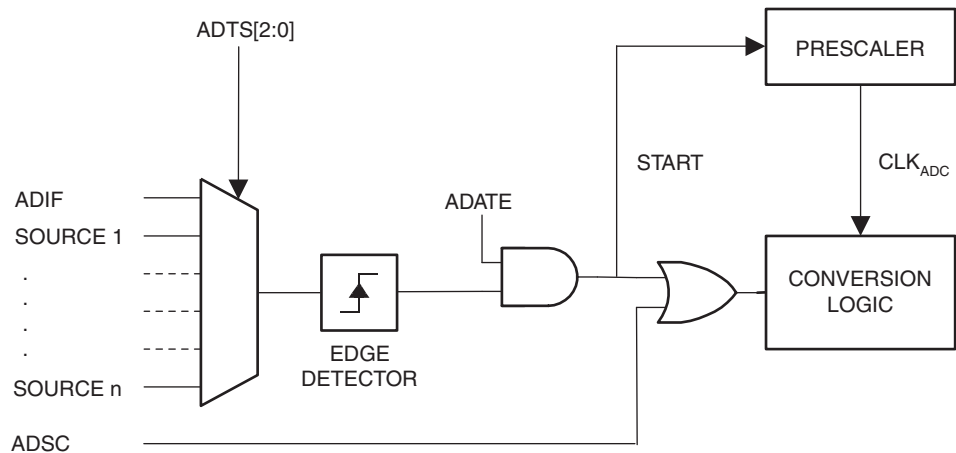 ADTS[2:0]
PRESCALER
START
CLKADC
ADIF
ADATE
SOURCE 1
.
.
.
.
CONVERSION
LOGIC
EDGE
DETECTOR
SOURCE n
ADSC